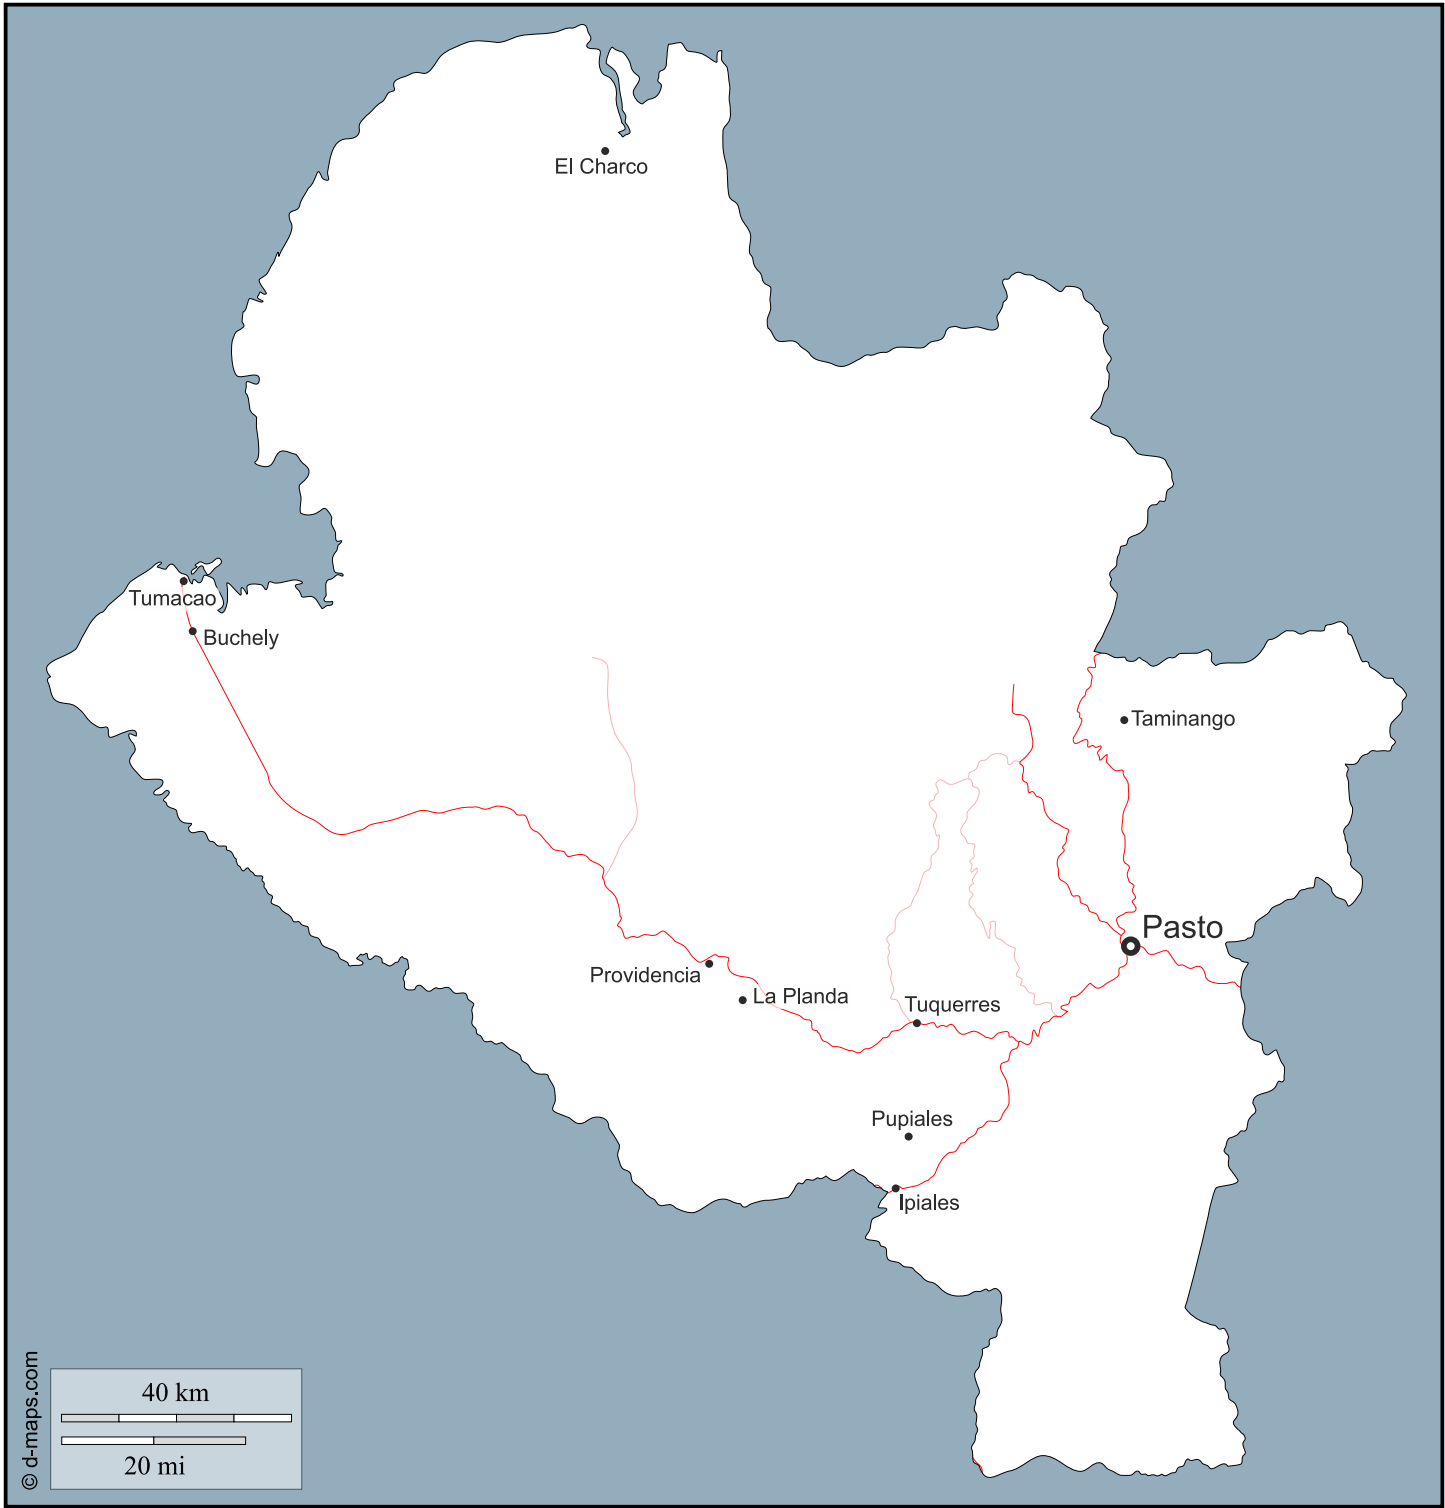 El Charco
Tumacao
Buchely
Taminango
Pasto
Providencia
La Planda
Tuquerres
Pupiales
Ipiales
40 km
20 mi
© d-maps.com